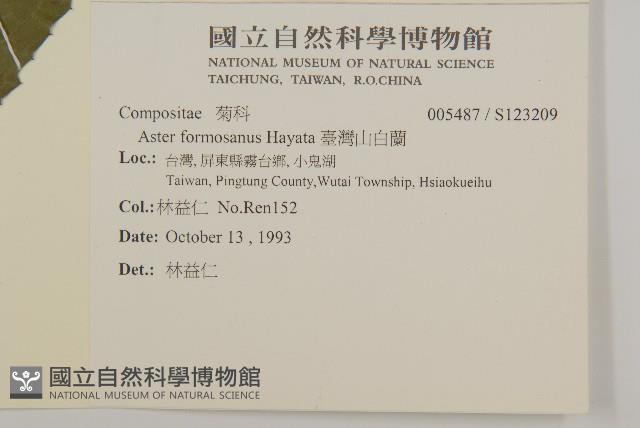 國立自然科學博物館
NATIONAL MUSEUM OF NATURAL SCIENCE
TAICHUNG, TAIWAN, R.O.CHINA
Compositae 菊科 005487 / S123209
Aster formosanus Hayata 臺灣山白蘭
Loc.: 台灣, 屏東縣霧台鄉, 小鬼湖
Taiwan, Pingtung County,Wutai Township, Hsiaokueihu
Col.:林益仁 No.Ren152
Date: October 13 , 1993
Det.: 林益仁
國立自然科學博物館
NATIONAL MUSEUM OF NATURAL SCIENCE